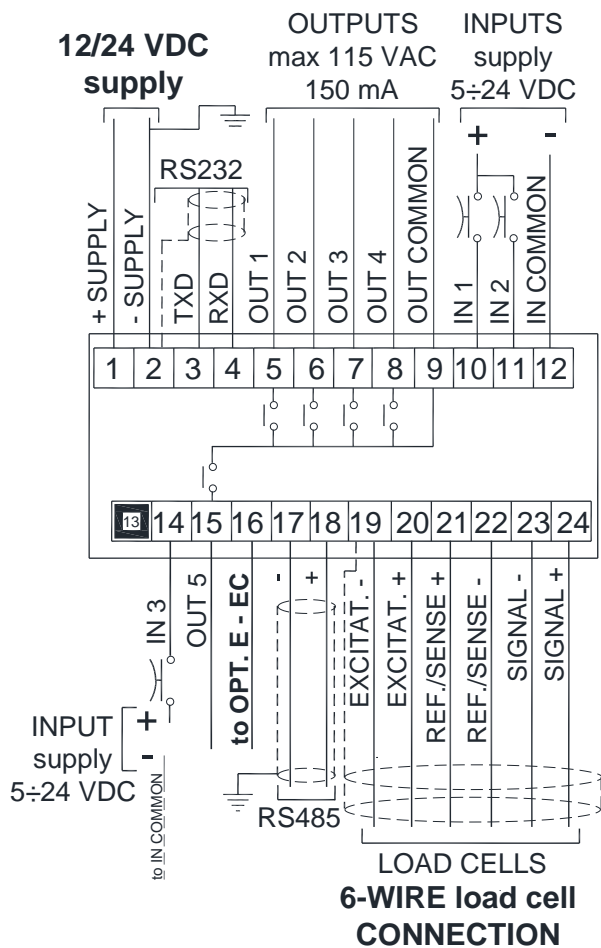 12/24 VDC
supply
OUTPUTS
max 115 VAC
150 mA
INPUTS
supply
5÷24 VDC
+ -
RS232
+ SUPPLY
- SUPPLY
TXD
RXD
OUT 1
OUT 2
OUT 3
OUT 4
OUT COMMON
IN 1
IN 2
IN COMMON
1 2 3 4 5 6 7 8 9 10 11 12
13 14 15 16 17 18 19 20 21 22 23 24
IN 3
OUT 5
to OPT. E - EC
-
+
EXCITAT. -
EXCITAT. +
REF./SENSE +
REF./SENSE -
SIGNAL -
SIGNAL +
INPUT
supply
5÷24 VDC
+
-
to IN COMMON
RS485
LOAD CELLS
6-WIRE load cell
CONNECTION